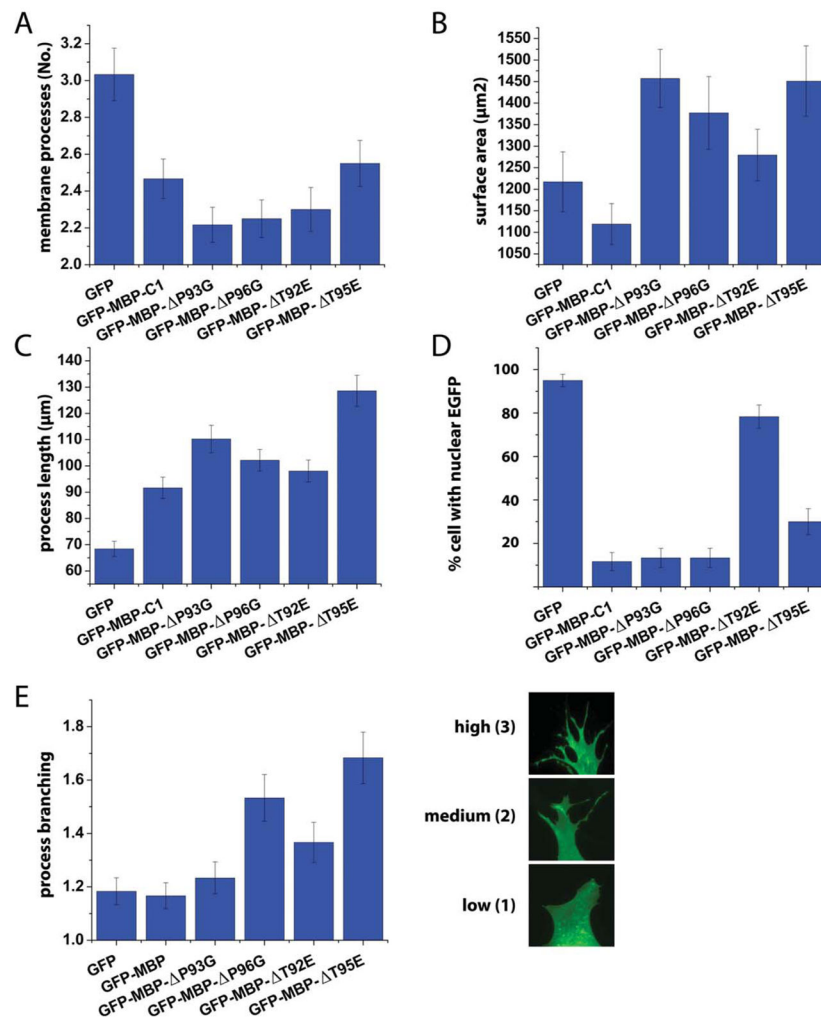 A
membrane processes (No.)
3.2
3.0
2.8
2.6
2.4
2.2
2.0
GFP
GFP-MBP-C1
GFP-MBP-ΔP93G
GFP-MBP-ΔP96G
GFP-MBP-ΔT92E
GFP-MBP-ΔT95E
B
surface area (μm2)
1550
1500
1450
1400
1350
1300
1250
1200
1150
1100
1050
GFP
GFP-MBP-C1
GFP-MBP-ΔP93G
GFP-MBP-ΔP96G
GFP-MBP-ΔT92E
GFP-MBP-ΔT95E
C
process length (μm)
140
130
120
110
100
90
80
70
60
GFP
GFP-MBP-C1
GFP-MBP-ΔP93G
GFP-MBP-ΔP96G
GFP-MBP-ΔT92E
GFP-MBP-ΔT95E
D
% cell with nuclear EGFP
100
80
60
40
20
GFP
GFP-MBP-C1
GFP-MBP-ΔP93G
GFP-MBP-ΔP96G
GFP-MBP-ΔT92E
GFP-MBP-ΔT95E
E
process branching
1.8
1.6
1.4
1.2
1.0
GFP
GFP-MBP
GFP-MBP-ΔP93G
GFP-MBP-ΔP96G
GFP-MBP-ΔT92E
GFP-MBP-ΔT95E
high (3)
medium (2)
low (1)